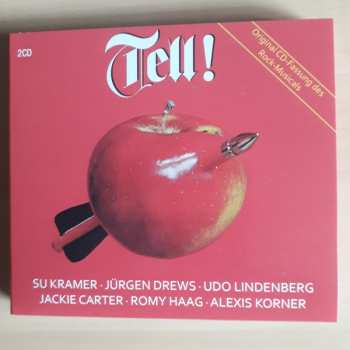 2CD
Tell!
Original CD-Fassung des
Rock-Musicals
SU KRAMER · JÜRGEN DREWS · UDO LINDENBERG
JACKIE CARTER · ROMY HAAG · ALEXIS KORNER